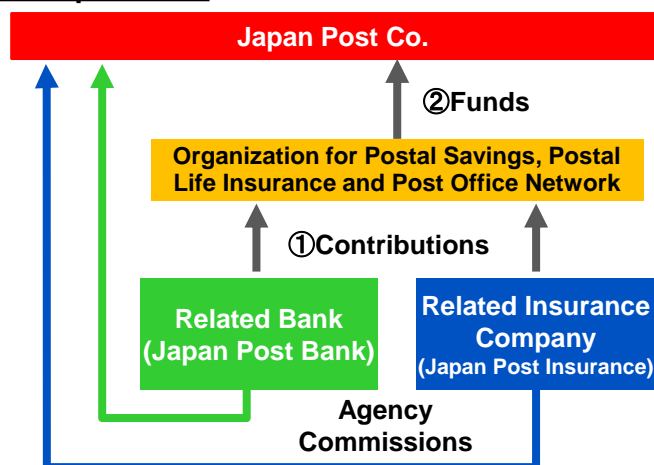 Japan Post Co.
②Funds
Organization for Postal Savings, Postal
Life Insurance and Post Office Network
①Contributions
Related Bank
(Japan Post Bank)
Related Insurance
Company
(Japan Post Insurance)
Agency
Commissions